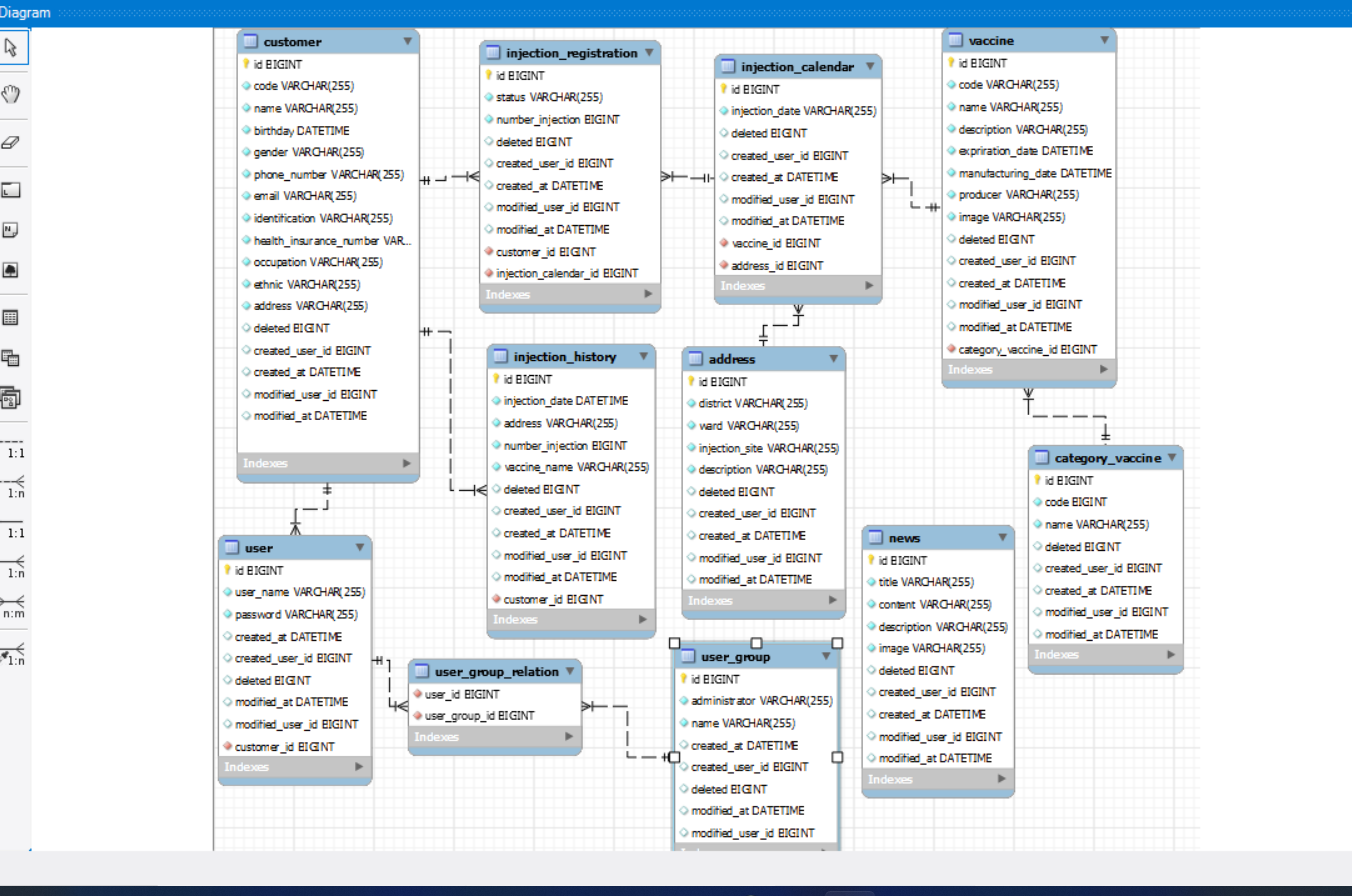 Diagram
1:1
1:n
1:1
1:n
n:m
1:n
customer
id BIGINT
code VARCHAR(255)
name VARCHAR(255)
birthday DATETIME
gender VARCHAR(255)
phone_number VARCHAR(255)
email VARCHAR(255)
identification VARCHAR(255)
health_insurance_number VAR...
occupation VARCHAR(255)
ethnic VARCHAR(255)
address VARCHAR(255)
deleted BIGINT
created_user_id BIGINT
created_at DATETIME
modified_user_id BIGINT
modified_at DATETIME
Indexes
injection_registration
id BIGINT
status VARCHAR(255)
number_injection BIGINT
deleted BIGINT
created_user_id BIGINT
created_at DATETIME
modified_user_id BIGINT
modified_at DATETIME
customer_id BIGINT
injection_calendar_id BIGINT
Indexes
injection_calendar
id BIGINT
injection_date VARCHAR(255)
deleted BIGINT
created_user_id BIGINT
created_at DATETIME
modified_user_id BIGINT
modified_at DATETIME
vaccine_id BIGINT
address_id BIGINT
Indexes
vaccine
id BIGINT
code VARCHAR(255)
name VARCHAR(255)
description VARCHAR(255)
expriration_date DATETIME
manufacturing_date DATETIME
producer VARCHAR(255)
image VARCHAR(255)
deleted BIGINT
created_user_id BIGINT
created_at DATETIME
modified_user_id BIGINT
modified_at DATETIME
category_vaccine_id BIGINT
Indexes
injection_history
id BIGINT
injection_date DATETIME
address VARCHAR(255)
number_injection BIGINT
vaccine_name VARCHAR(255)
deleted BIGINT
created_user_id BIGINT
created_at DATETIME
modified_user_id BIGINT
modified_at DATETIME
customer_id BIGINT
Indexes
address
id BIGINT
district VARCHAR(255)
ward VARCHAR(255)
injection_site VARCHAR(255)
description VARCHAR(255)
deleted BIGINT
created_user_id BIGINT
created_at DATETIME
modified_user_id BIGINT
modified_at DATETIME
Indexes
category_vaccine
id BIGINT
code BIGINT
name VARCHAR(255)
deleted BIGINT
created_user_id BIGINT
created_at DATETIME
modified_user_id BIGINT
modified_at DATETIME
Indexes
user
id BIGINT
user_name VARCHAR(255)
password VARCHAR(255)
created_at DATETIME
created_user_id BIGINT
deleted BIGINT
modified_at DATETIME
modified_user_id BIGINT
customer_id BIGINT
Indexes
user_group_relation
user_id BIGINT
user_group_id BIGINT
Indexes
user_group
id BIGINT
administrator VARCHAR(255)
name VARCHAR(255)
created_at DATETIME
created_user_id BIGINT
deleted BIGINT
modified_at DATETIME
modified_user_id BIGINT
news
id BIGINT
title VARCHAR(255)
content VARCHAR(255)
description VARCHAR(255)
image VARCHAR(255)
deleted BIGINT
created_user_id BIGINT
created_at DATETIME
modified_user_id BIGINT
modified_at DATETIME
Indexes